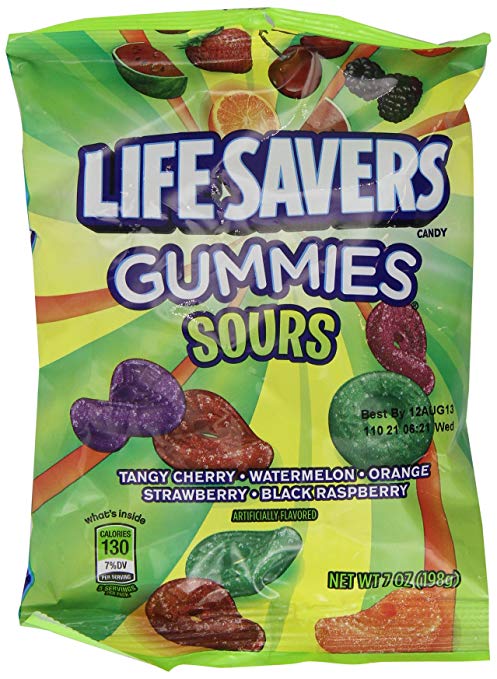 LIFE SAVERS
CANDY
GUMMIES®
SOURS
Best By 12AUG13
110 21 06:21 Wed
TANGY CHERRY • WATERMELON • ORANGE
STRAWBERRY • BLACK RASPBERRY
ARTIFICIALLY FLAVORED
what's inside
CALORIES
130
7%DV
PER SERVING
NET WT 7 OZ (198g)